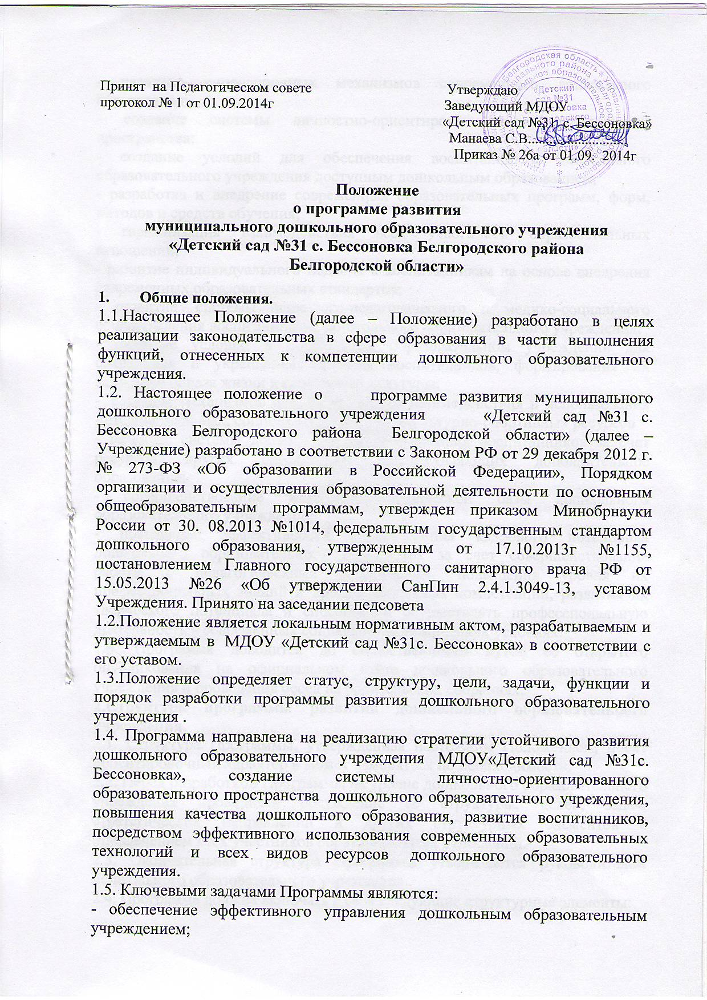 Принят на Педагогическом совете
протокол № 1 от 01.09.2014г
Утверждаю
Заведующий МДОУ
«Детский сад №31 с. Бессоновка»
Манаева С.В.
Приказ № 26а от 01.09. 2014г
Положение
о программе развития
муниципального дошкольного образовательного учреждения
«Детский сад №31 с. Бессоновка Белгородского района
Белгородской области»
1. Общие положения.
1.1.Настоящее Положение (далее – Положение) разработано в целях
реализации законодательства в сфере образования в части выполнения
функций, отнесенных к компетенции дошкольного образовательного
учреждения.
1.2. Настоящее положение о программе развития муниципального
дошкольного образовательного учреждения «Детский сад №31 с.
Бессоновка Белгородского района Белгородской области» (далее –
Учреждение) разработано в соответствии с Законом РФ от 29 декабря 2012 г.
№ 273-ФЗ «Об образовании в Российской Федерации», Порядком
организации и осуществления образовательной деятельности по основным
общеобразовательным программам, утвержден приказом Минобрнауки
России от 30. 08.2013 №1014, федеральным государственным стандартом
дошкольного образования, утвержденным от 17.10.2013г №1155,
постановлением Главного государственного санитарного врача РФ от
15.05.2013 №26 «Об утверждении СанПин 2.4.1.3049-13, уставом
Учреждения. Принято на заседании педсовета
1.2.Положение является локальным нормативным актом, разрабатываемым и
утверждаемым в МДОУ «Детский сад №31с. Бессоновка» в соответствии с
его уставом.
1.3.Положение определяет статус, структуру, цели, задачи, функции и
порядок разработки программы развития дошкольного образовательного
учреждения .
1.4. Программа направлена на реализацию стратегии устойчивого развития
дошкольного образовательного учреждения МДОУ«Детский сад №31с.
Бессоновка», создание системы личностно-ориентированного
образовательного пространства дошкольного образовательного учреждения,
повышения качества дошкольного образования, развитие воспитанников,
посредством эффективного использования современных образовательных
технологий и всех видов ресурсов дошкольного образовательного
учреждения.
1.5. Ключевыми задачами Программы являются:
- обеспечение эффективного управления дошкольным образовательным
учреждением;